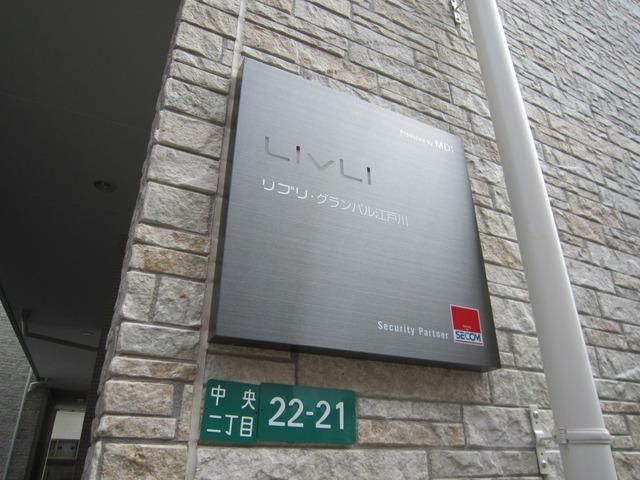 Produced by MDI
LiVLi
リブリ・グランパル江戸川
Security Partner
SECOM
中央
二丁目
22-21